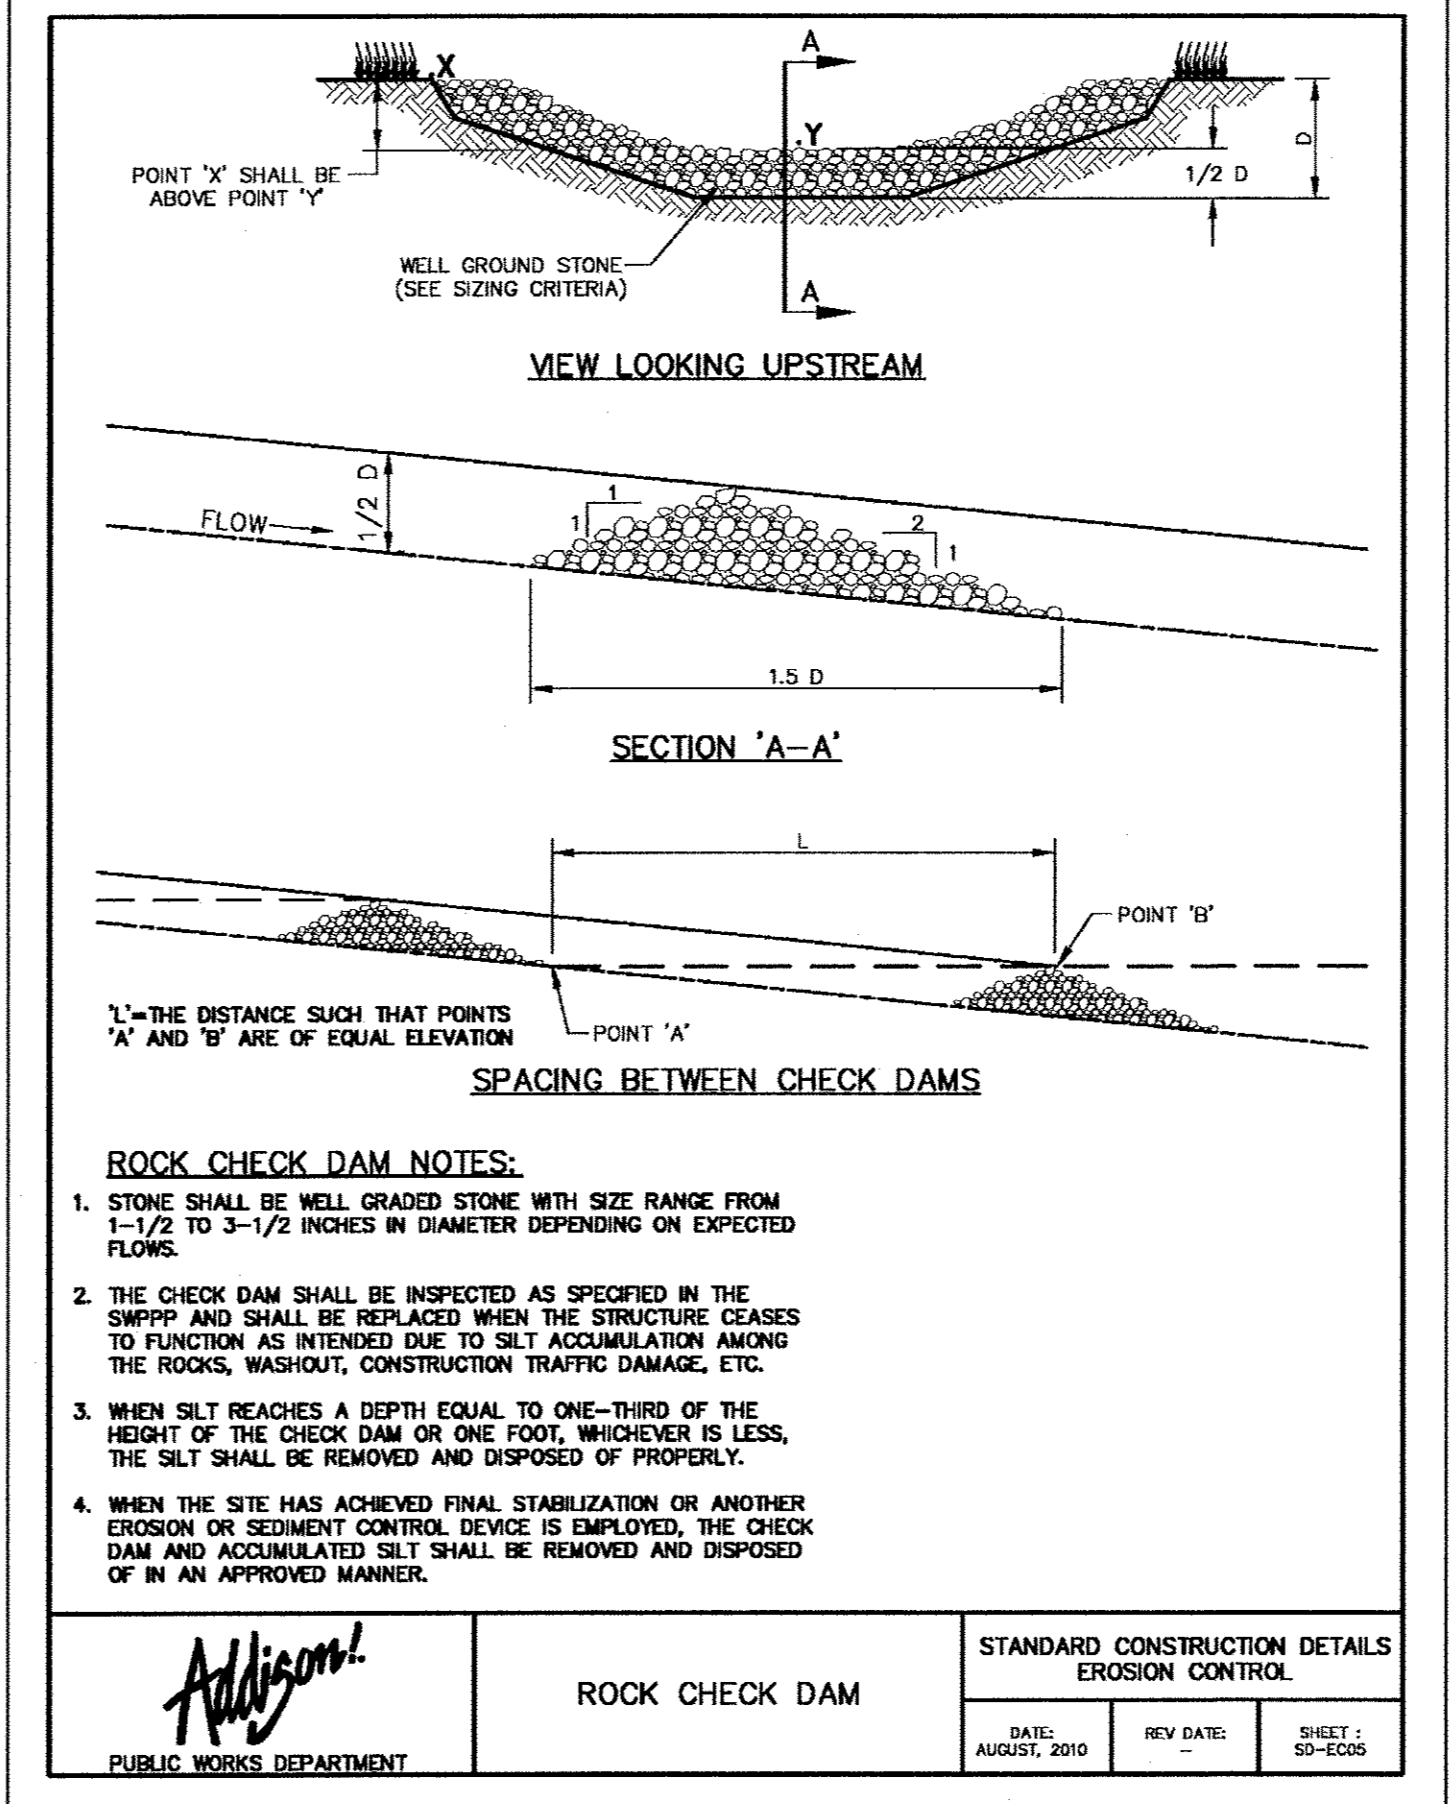 A
.X
.Y
D
1/2 D
POINT 'X' SHALL BE
ABOVE POINT 'Y'
WELL GROUND STONE
(SEE SIZING CRITERIA)
A
VIEW LOOKING UPSTREAM
1/2 D
FLOW
1
1
2
1
1.5 D
SECTION 'A-A'
L
POINT 'B'
'L'=THE DISTANCE SUCH THAT POINTS
'A' AND 'B' ARE OF EQUAL ELEVATION
POINT 'A'
SPACING BETWEEN CHECK DAMS
ROCK CHECK DAM NOTES:
1. STONE SHALL BE WELL GRADED STONE WITH SIZE RANGE FROM
1-1/2 TO 3-1/2 INCHES IN DIAMETER DEPENDING ON EXPECTED
FLOWS.
2. THE CHECK DAM SHALL BE INSPECTED AS SPECIFIED IN THE
SWPPP AND SHALL BE REPLACED WHEN THE STRUCTURE CEASES
TO FUNCTION AS INTENDED DUE TO SILT ACCUMULATION AMONG
THE ROCKS, WASHOUT, CONSTRUCTION TRAFFIC DAMAGE, ETC.
3. WHEN SILT REACHES A DEPTH EQUAL TO ONE-THIRD OF THE
HEIGHT OF THE CHECK DAM OR ONE FOOT, WHICHEVER IS LESS,
THE SILT SHALL BE REMOVED AND DISPOSED OF PROPERLY.
4. WHEN THE SITE HAS ACHIEVED FINAL STABILIZATION OR ANOTHER
EROSION OR SEDIMENT CONTROL DEVICE IS EMPLOYED, THE CHECK
DAM AND ACCUMULATED SILT SHALL BE REMOVED AND DISPOSED
OF IN AN APPROVED MANNER.
Addison!
PUBLIC WORKS DEPARTMENT
ROCK CHECK DAM
STANDARD CONSTRUCTION DETAILS
EROSION CONTROL
DATE:
AUGUST, 2010
REV DATE:
-
SHEET :
SD-EC05